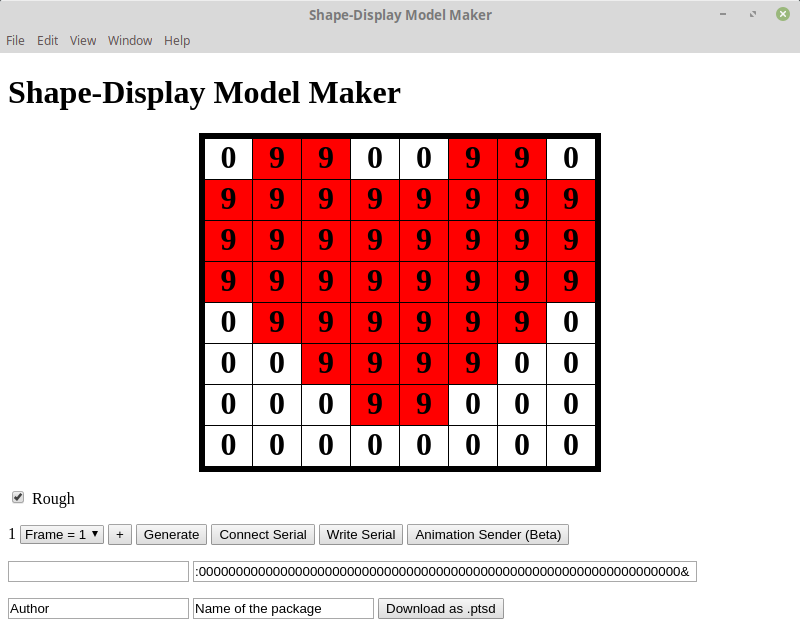 Shape-Display Model Maker
File Edit View Window Help
Shape-Display Model Maker
0 9 9 0 0 9 9 0
9 9 9 9 9 9 9 9
9 9 9 9 9 9 9 9
9 9 9 9 9 9 9 9
0 9 9 9 9 9 9 0
0 0 9 9 9 9 0 0
0 0 0 9 9 0 0 0
0 0 0 0 0 0 0 0
Rough
1 Frame = 1 + Generate Connect Serial Write Serial Animation Sender (Beta)
:0000000000000000000000000000000000000000000000000000000000000000&
Author Name of the package Download as .ptsd